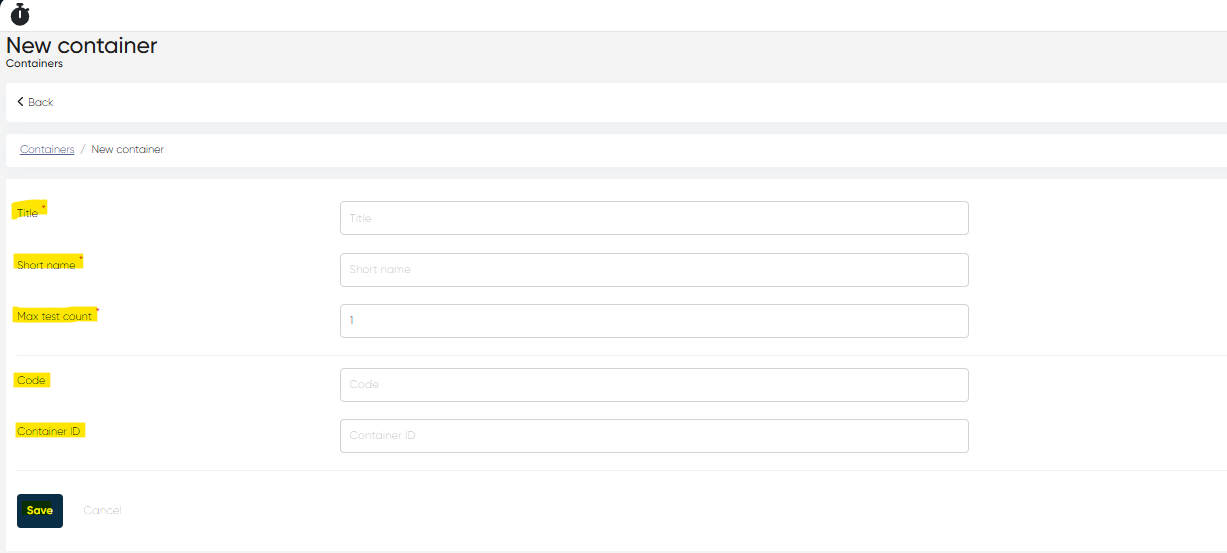 New container
Containers
Back
Containers / New container
Title *
Title
Short name *
Short name
Max test count *
1
Code
Code
Container ID
Container ID
Save Cancel